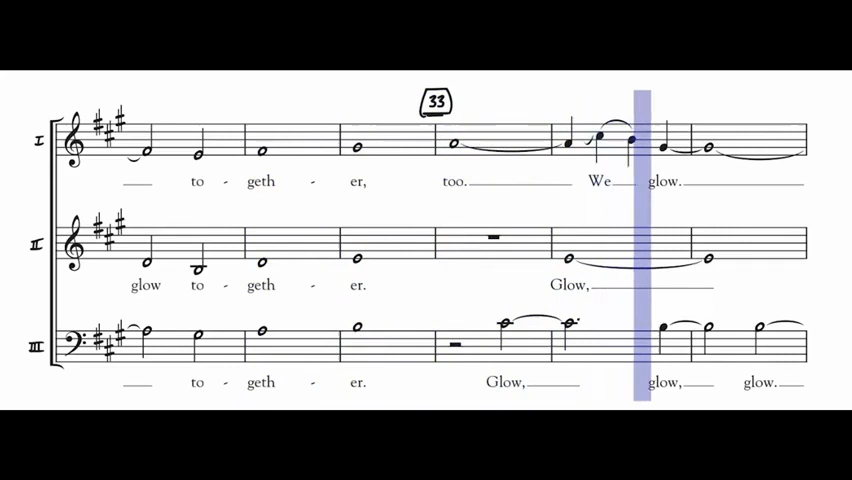 33
I
to - geth - er, too. We glow.
II
glow to - geth - er. Glow,
III
to - geth - er. Glow, glow, glow.